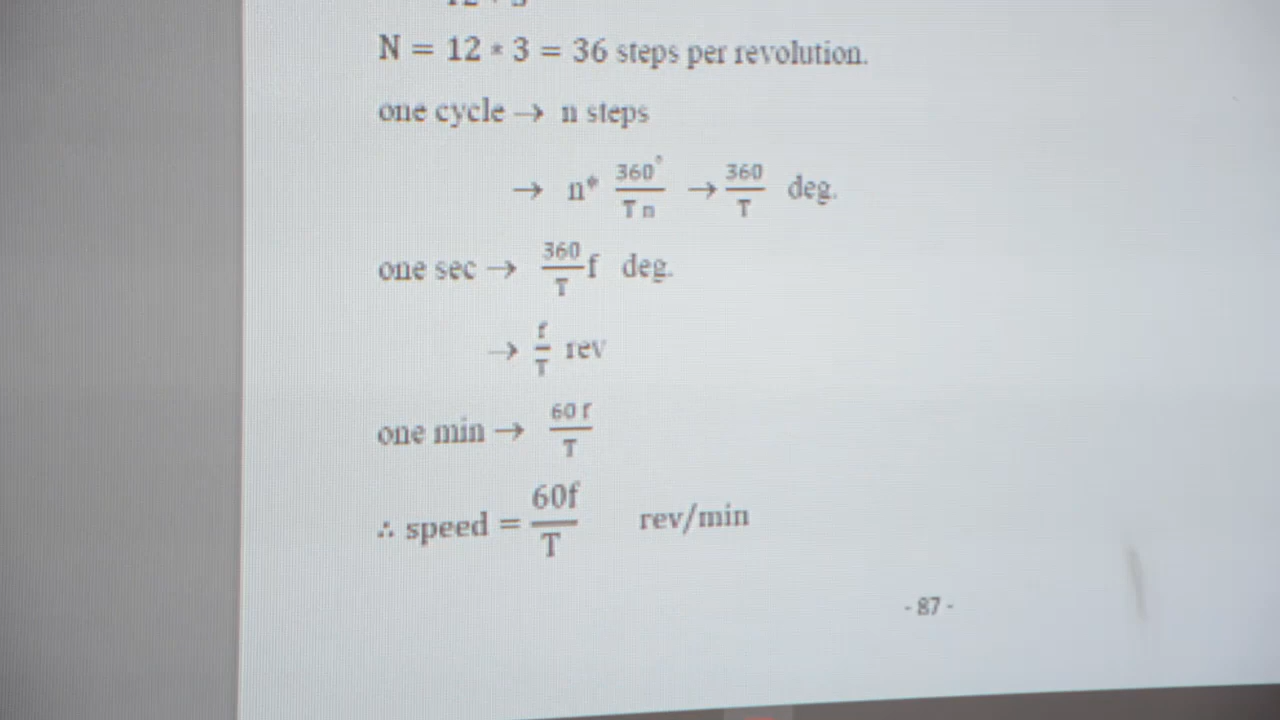 N = 12 * 3 = 36 steps per revolution.
one cycle → n steps
→ n* 360°/T n → 360/T deg.
one sec → 360/T f deg.
→ f/T rev
one min → 60 f/T
∴ speed = 60f/T rev/min
- 87 -